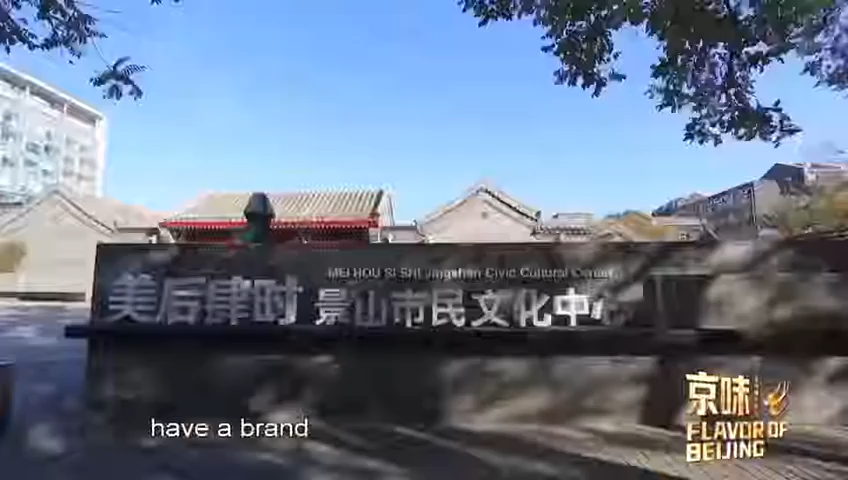 MEI HOU SI SHI Jingshan Civic Cultural Center
美后肆时 景山市民文化中心
have a brand
京味
FLAVOR OF
BEIJING